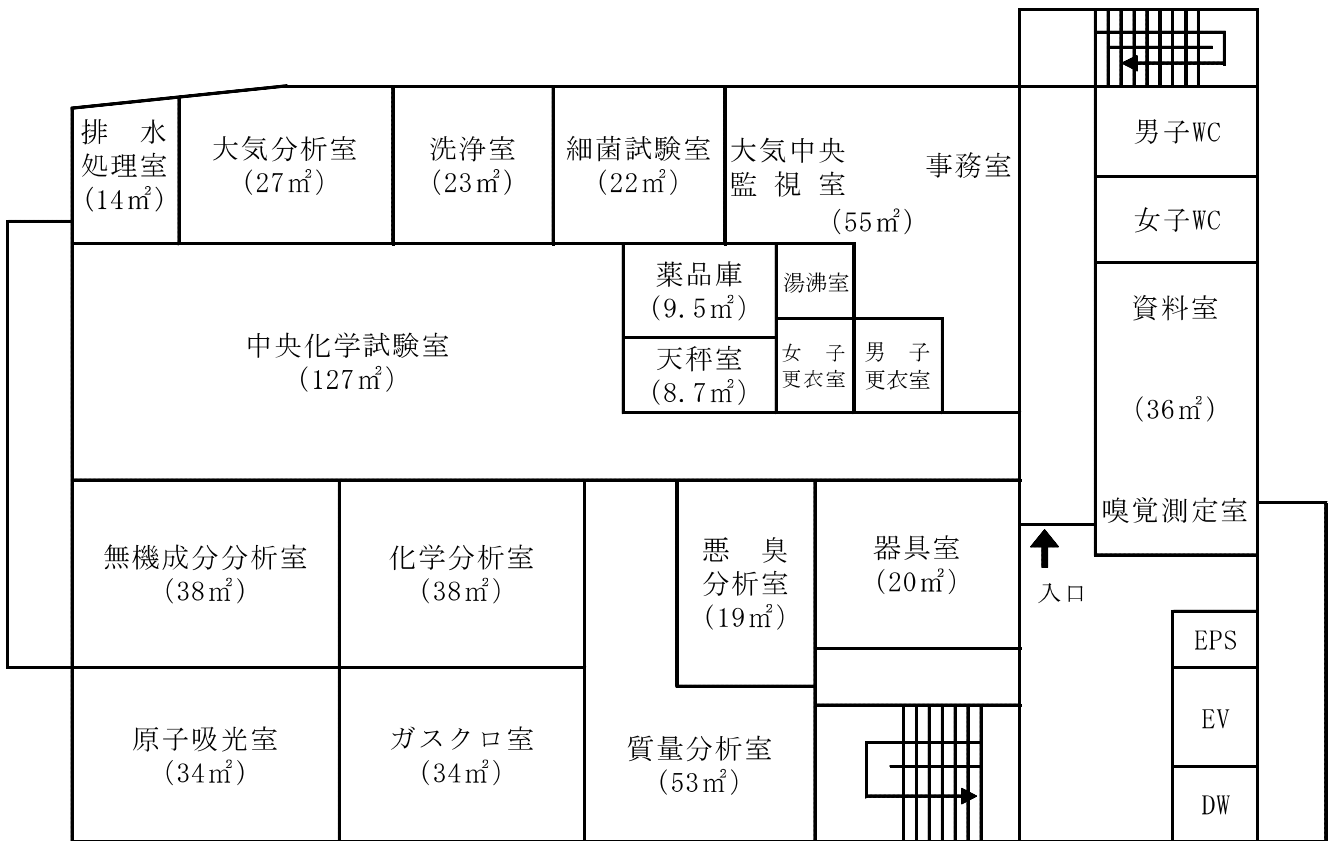 排水
処理室
(14㎡)
大気分析室
(27㎡)
洗浄室
(23㎡)
細菌試験室
(22㎡)
大気中央
監視室
事務室
(55㎡)
男子WC
女子WC
資料室
(36㎡)
嗅覚測定室
中央化学試験室
(127㎡)
薬品庫
(9.5㎡)
天秤室
(8.7㎡)
湯沸室
女子
更衣室
男子
更衣室
無機成分分析室
(38㎡)
化学分析室
(38㎡)
悪臭
分析室
(19㎡)
器具室
(20㎡)
入口
原子吸光室
(34㎡)
ガスクロ室
(34㎡)
質量分析室
(53㎡)
EPS
EV
DW